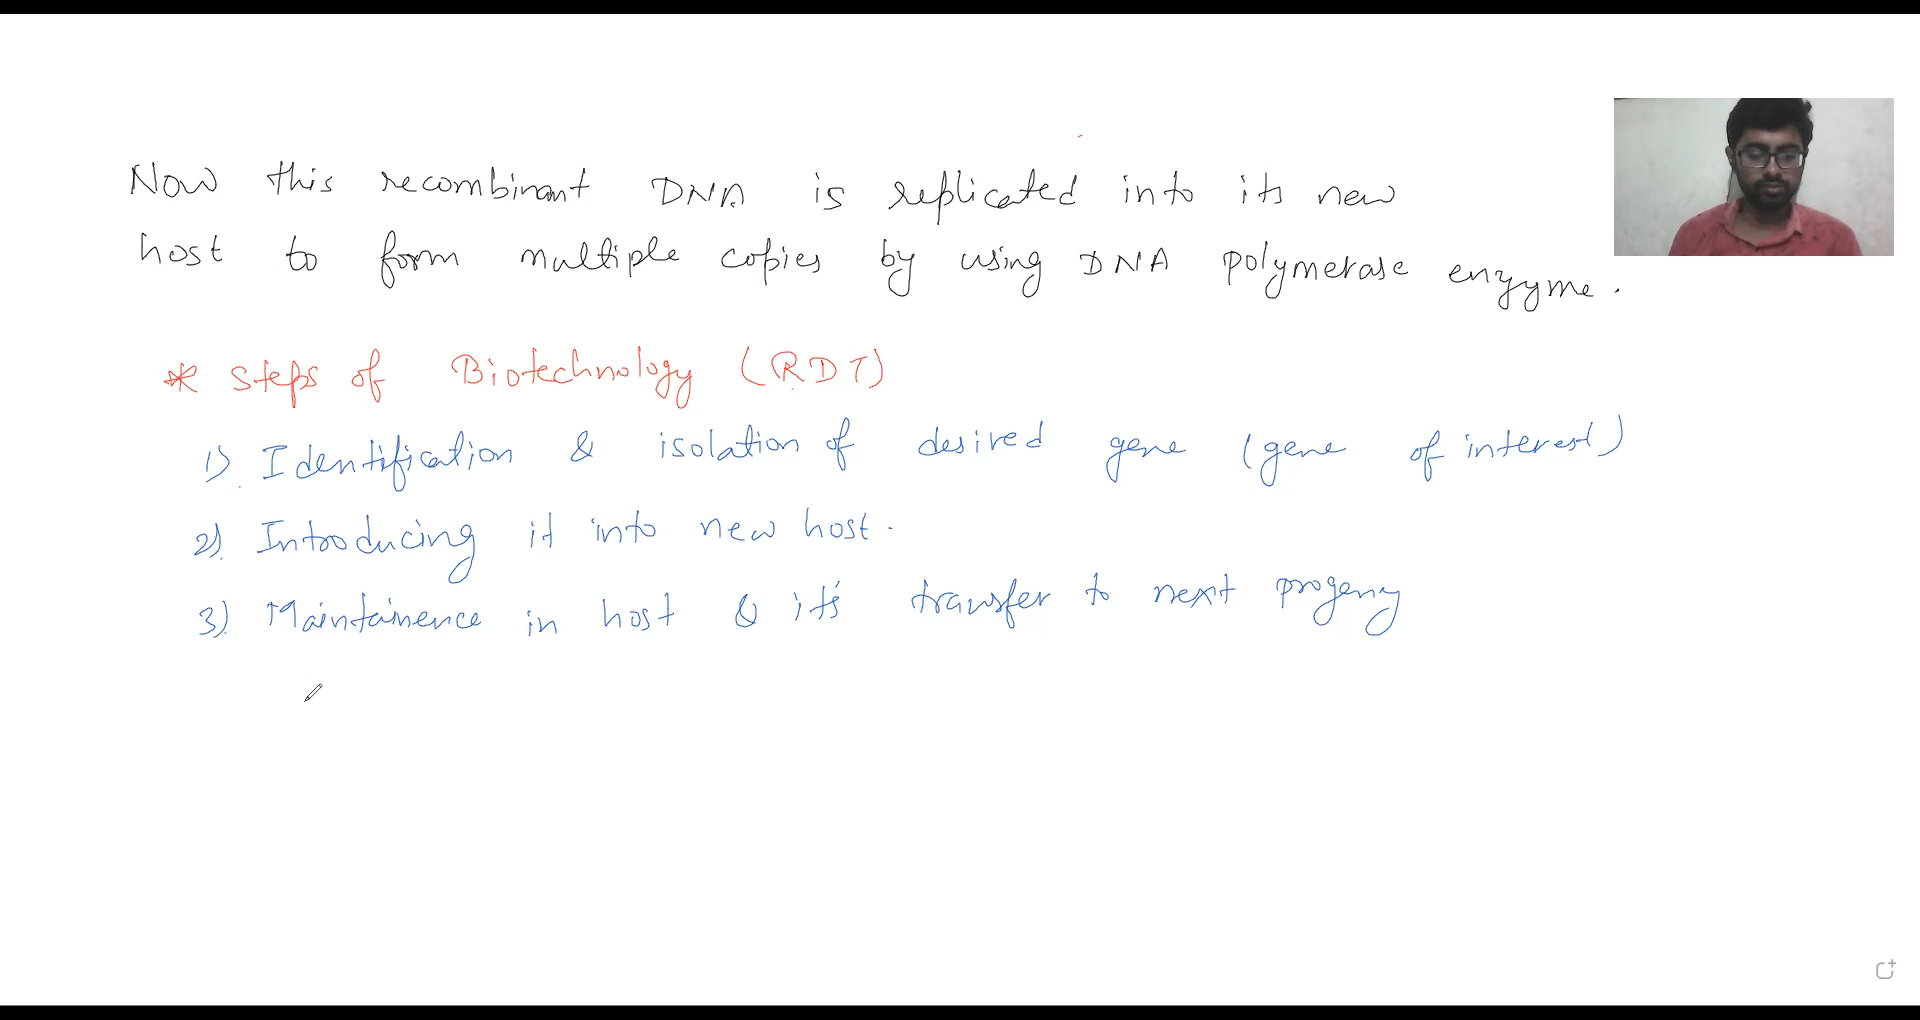 Now this recombinant DNA is replicated into its new
host to form multiple copies by using DNA polymerase enzyme.
* Steps of Biotechnology (RDT)
1) Identification & isolation of desired gene (gene of interest)
2) Introducing it into new host.
3) Maintainence in host & it's transfer to next progeny